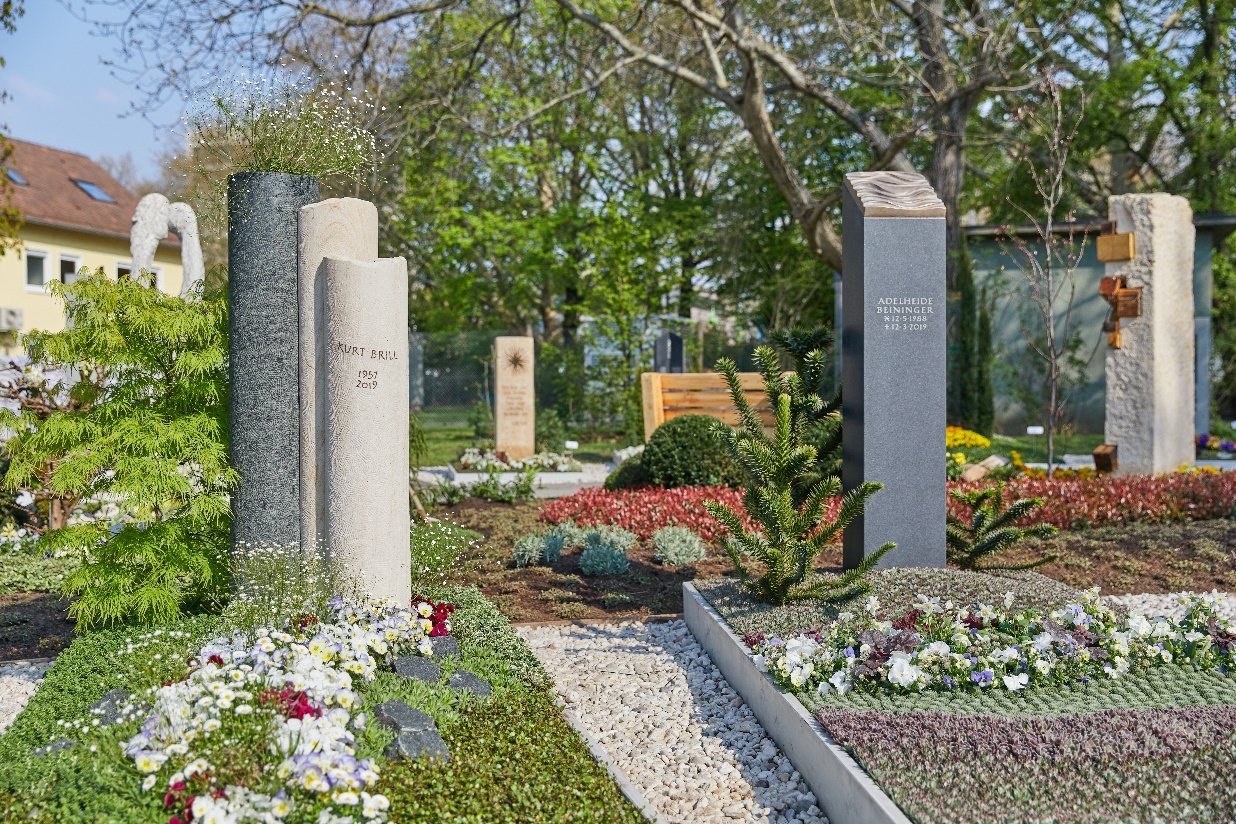 KURT BRILL
1957
2019
ADELHEIDE
BEININGER
* 12·5·1988
+ 12·3·2019